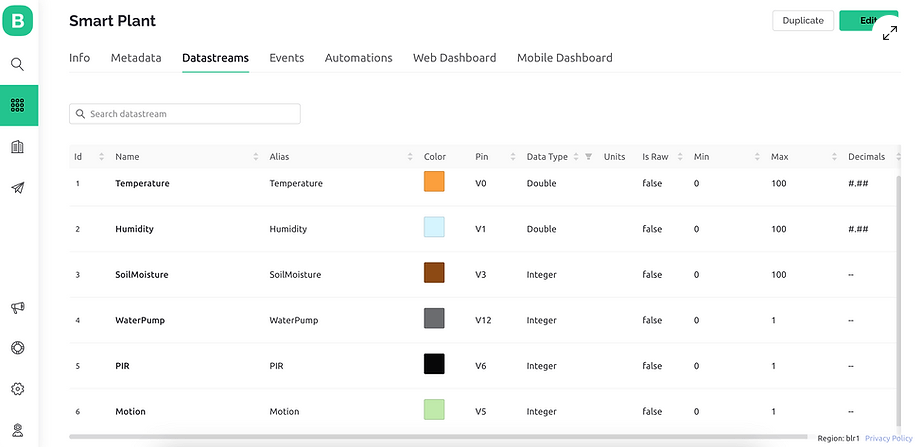 B
Smart Plant
Duplicate
Edit
Info Metadata Datastreams Events Automations Web Dashboard Mobile Dashboard
Search datastream
Id Name Alias Color Pin Data Type Units Is Raw Min Max Decimals
1 Temperature Temperature V0 Double false 0 100 #.##
2 Humidity Humidity V1 Double false 0 100 #.##
3 SoilMoisture SoilMoisture V3 Integer false 0 100 --
4 WaterPump WaterPump V12 Integer false 0 1 --
5 PIR PIR V6 Integer false 0 1 --
6 Motion Motion V5 Integer false 0 1 --
Region: blr1 Privacy Policy